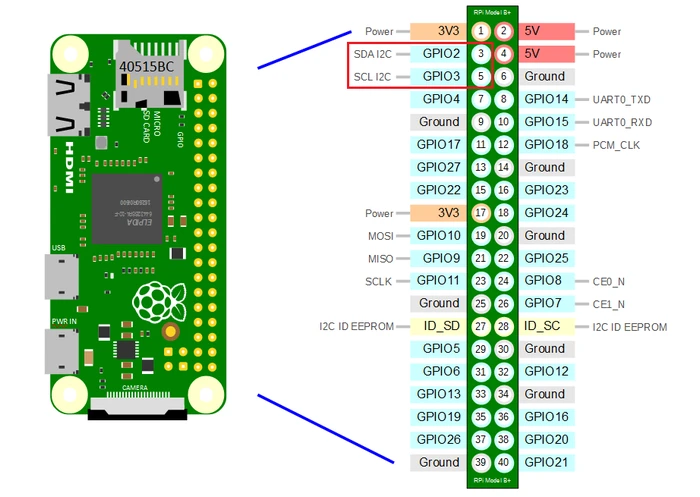 40515BC
MICRO
SD CARD
GPIO
HDMI
ELPIDA
USB
PWR IN
CAMERA
RPi Model B+
Power 3V3 1 2 5V Power
SDA I2C GPIO2 3 4 5V Power
SCL I2C GPIO3 5 6 Ground
GPIO4 7 8 GPIO14 UART0_TXD
Ground 9 10 GPIO15 UART0_RXD
GPIO17 11 12 GPIO18 PCM_CLK
GPIO27 13 14 Ground
GPIO22 15 16 GPIO23
Power 3V3 17 18 GPIO24
MOSI GPIO10 19 20 Ground
MISO GPIO9 21 22 GPIO25
SCLK GPIO11 23 24 GPIO8 CE0_N
Ground 25 26 GPIO7 CE1_N
I2C ID EEPROM ID_SD 27 28 ID_SC I2C ID EEPROM
GPIO5 29 30 Ground
GPIO6 31 32 GPIO12
GPIO13 33 34 Ground
GPIO19 35 36 GPIO16
GPIO26 37 38 GPIO20
Ground 39 40 GPIO21
RPi Model B+